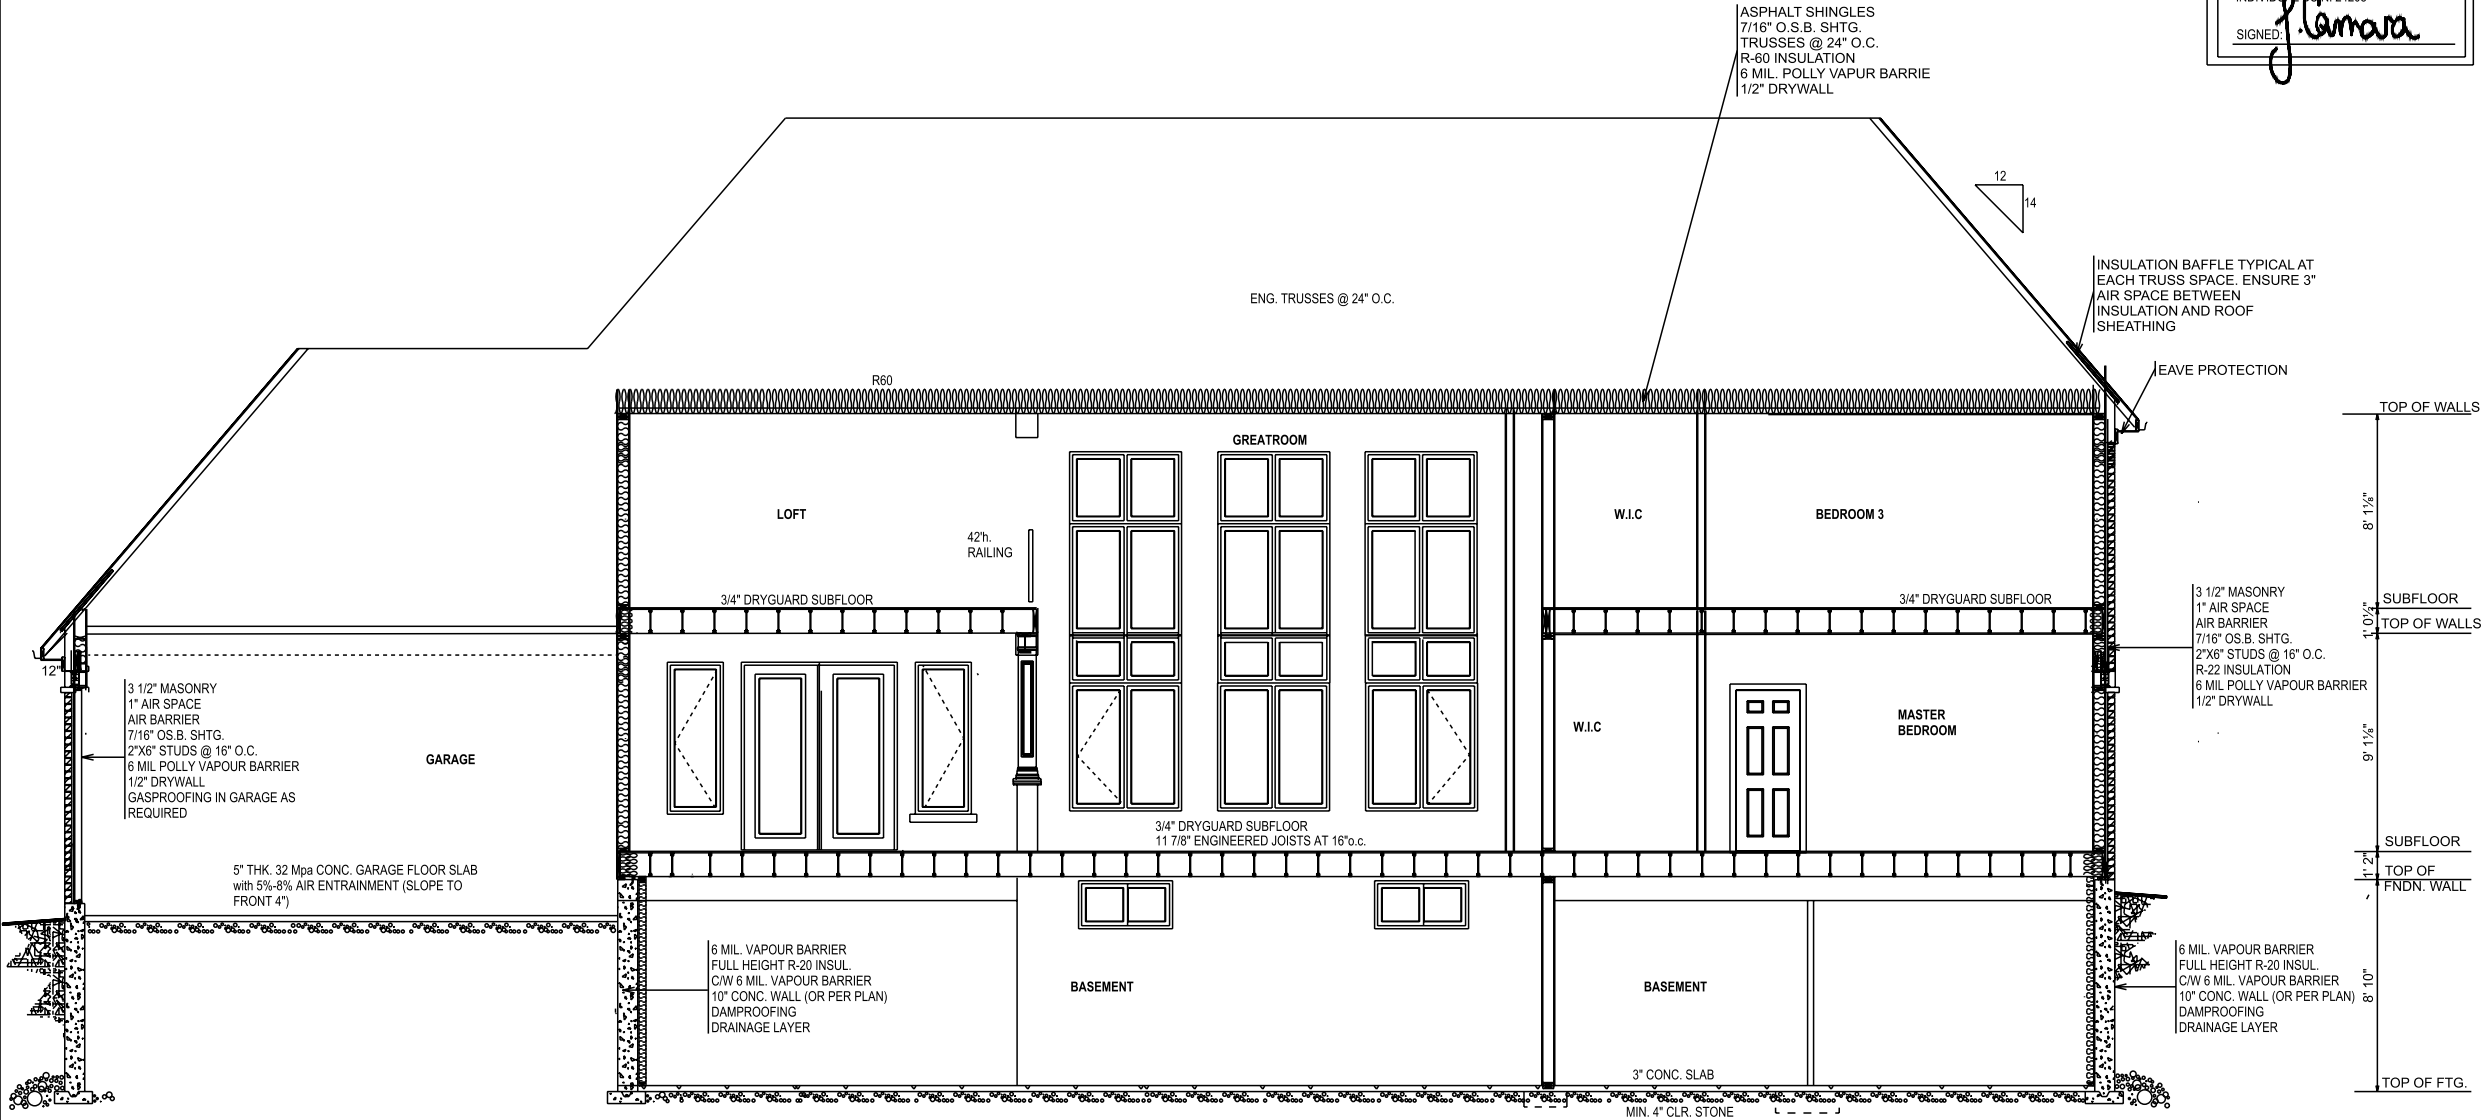 ASPHALT SHINGLES
7/16" O.S.B. SHTG.
TRUSSES @ 24" O.C.
R-60 INSULATION
6 MIL. POLLY VAPUR BARRIE
1/2" DRYWALL
SIGNED:
J. Camara
12
14
INSULATION BAFFLE TYPICAL AT
EACH TRUSS SPACE. ENSURE 3"
AIR SPACE BETWEEN
INSULATION AND ROOF
SHEATHING
ENG. TRUSSES @ 24" O.C.
EAVE PROTECTION
R60
TOP OF WALLS
GREATROOM
LOFT
W.I.C
BEDROOM 3
8' 1⅛"
42'h.
RAILING
3/4" DRYGUARD SUBFLOOR
3/4" DRYGUARD SUBFLOOR
3 1/2" MASONRY
1" AIR SPACE
AIR BARRIER
7/16" OS.B. SHTG.
2"X6" STUDS @ 16" O.C.
R-22 INSULATION
6 MIL POLLY VAPOUR BARRIER
1/2" DRYWALL
SUBFLOOR
1' 0½"
TOP OF WALLS
12"
3 1/2" MASONRY
1" AIR SPACE
AIR BARRIER
7/16" OS.B. SHTG.
2"X6" STUDS @ 16" O.C.
6 MIL POLLY VAPOUR BARRIER
1/2" DRYWALL
GASPROOFING IN GARAGE AS
REQUIRED
GARAGE
W.I.C
MASTER
BEDROOM
9' 1⅛"
3/4" DRYGUARD SUBFLOOR
11 7/8" ENGINEERED JOISTS AT 16"o.c.
SUBFLOOR
1' 2"
TOP OF
FNDN. WALL
5" THK. 32 Mpa CONC. GARAGE FLOOR SLAB
with 5%-8% AIR ENTRAINMENT (SLOPE TO
FRONT 4")
6 MIL. VAPOUR BARRIER
FULL HEIGHT R-20 INSUL.
C/W 6 MIL. VAPOUR BARRIER
10" CONC. WALL (OR PER PLAN)
DAMPROOFING
DRAINAGE LAYER
BASEMENT
BASEMENT
6 MIL. VAPOUR BARRIER
FULL HEIGHT R-20 INSUL.
C/W 6 MIL. VAPOUR BARRIER
10" CONC. WALL (OR PER PLAN)
DAMPROOFING
DRAINAGE LAYER
8' 10"
3" CONC. SLAB
TOP OF FTG.
MIN. 4" CLR. STONE